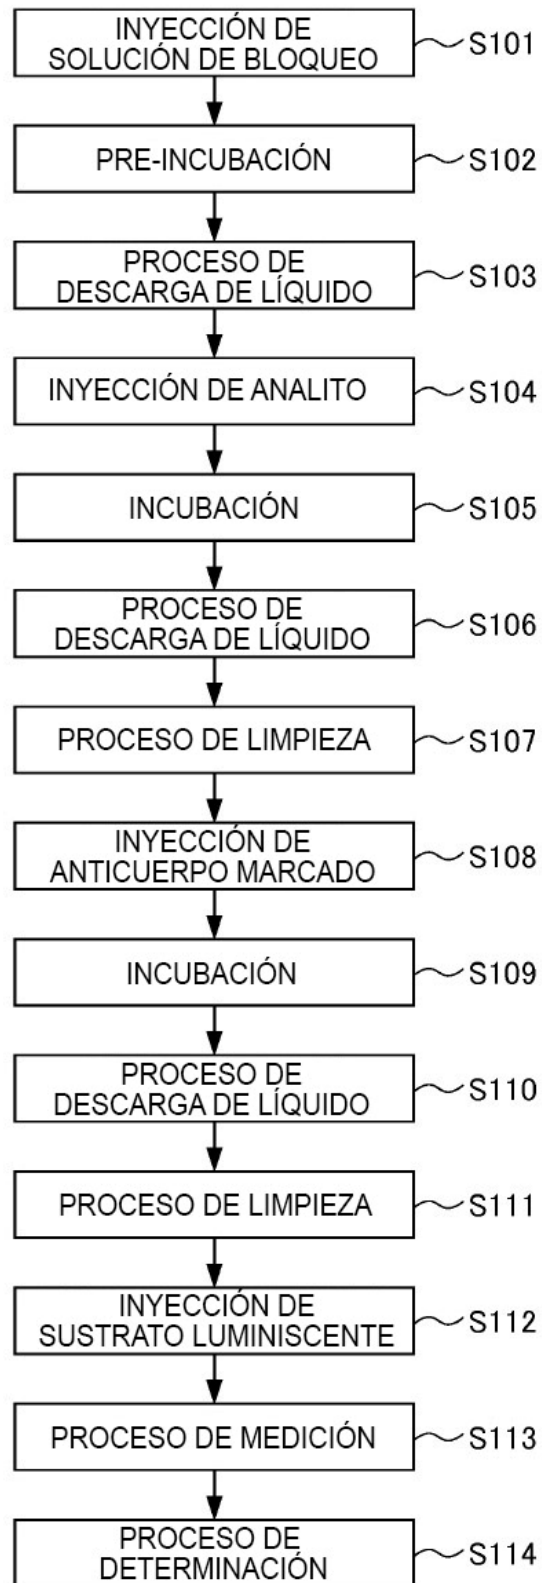 INYECCIÓN DE
SOLUCIÓN DE BLOQUEO
S101
PRE-INCUBACIÓN
S102
PROCESO DE
DESCARGA DE LÍQUIDO
S103
INYECCIÓN DE ANALITO
S104
INCUBACIÓN
S105
PROCESO DE
DESCARGA DE LÍQUIDO
S106
PROCESO DE LIMPIEZA
S107
INYECCIÓN DE
ANTICUERPO MARCADO
S108
INCUBACIÓN
S109
PROCESO DE
DESCARGA DE LÍQUIDO
S110
PROCESO DE LIMPIEZA
S111
INYECCIÓN DE
SUSTRATO LUMINISCENTE
S112
PROCESO DE MEDICIÓN
S113
PROCESO DE
DETERMINACIÓN
S114